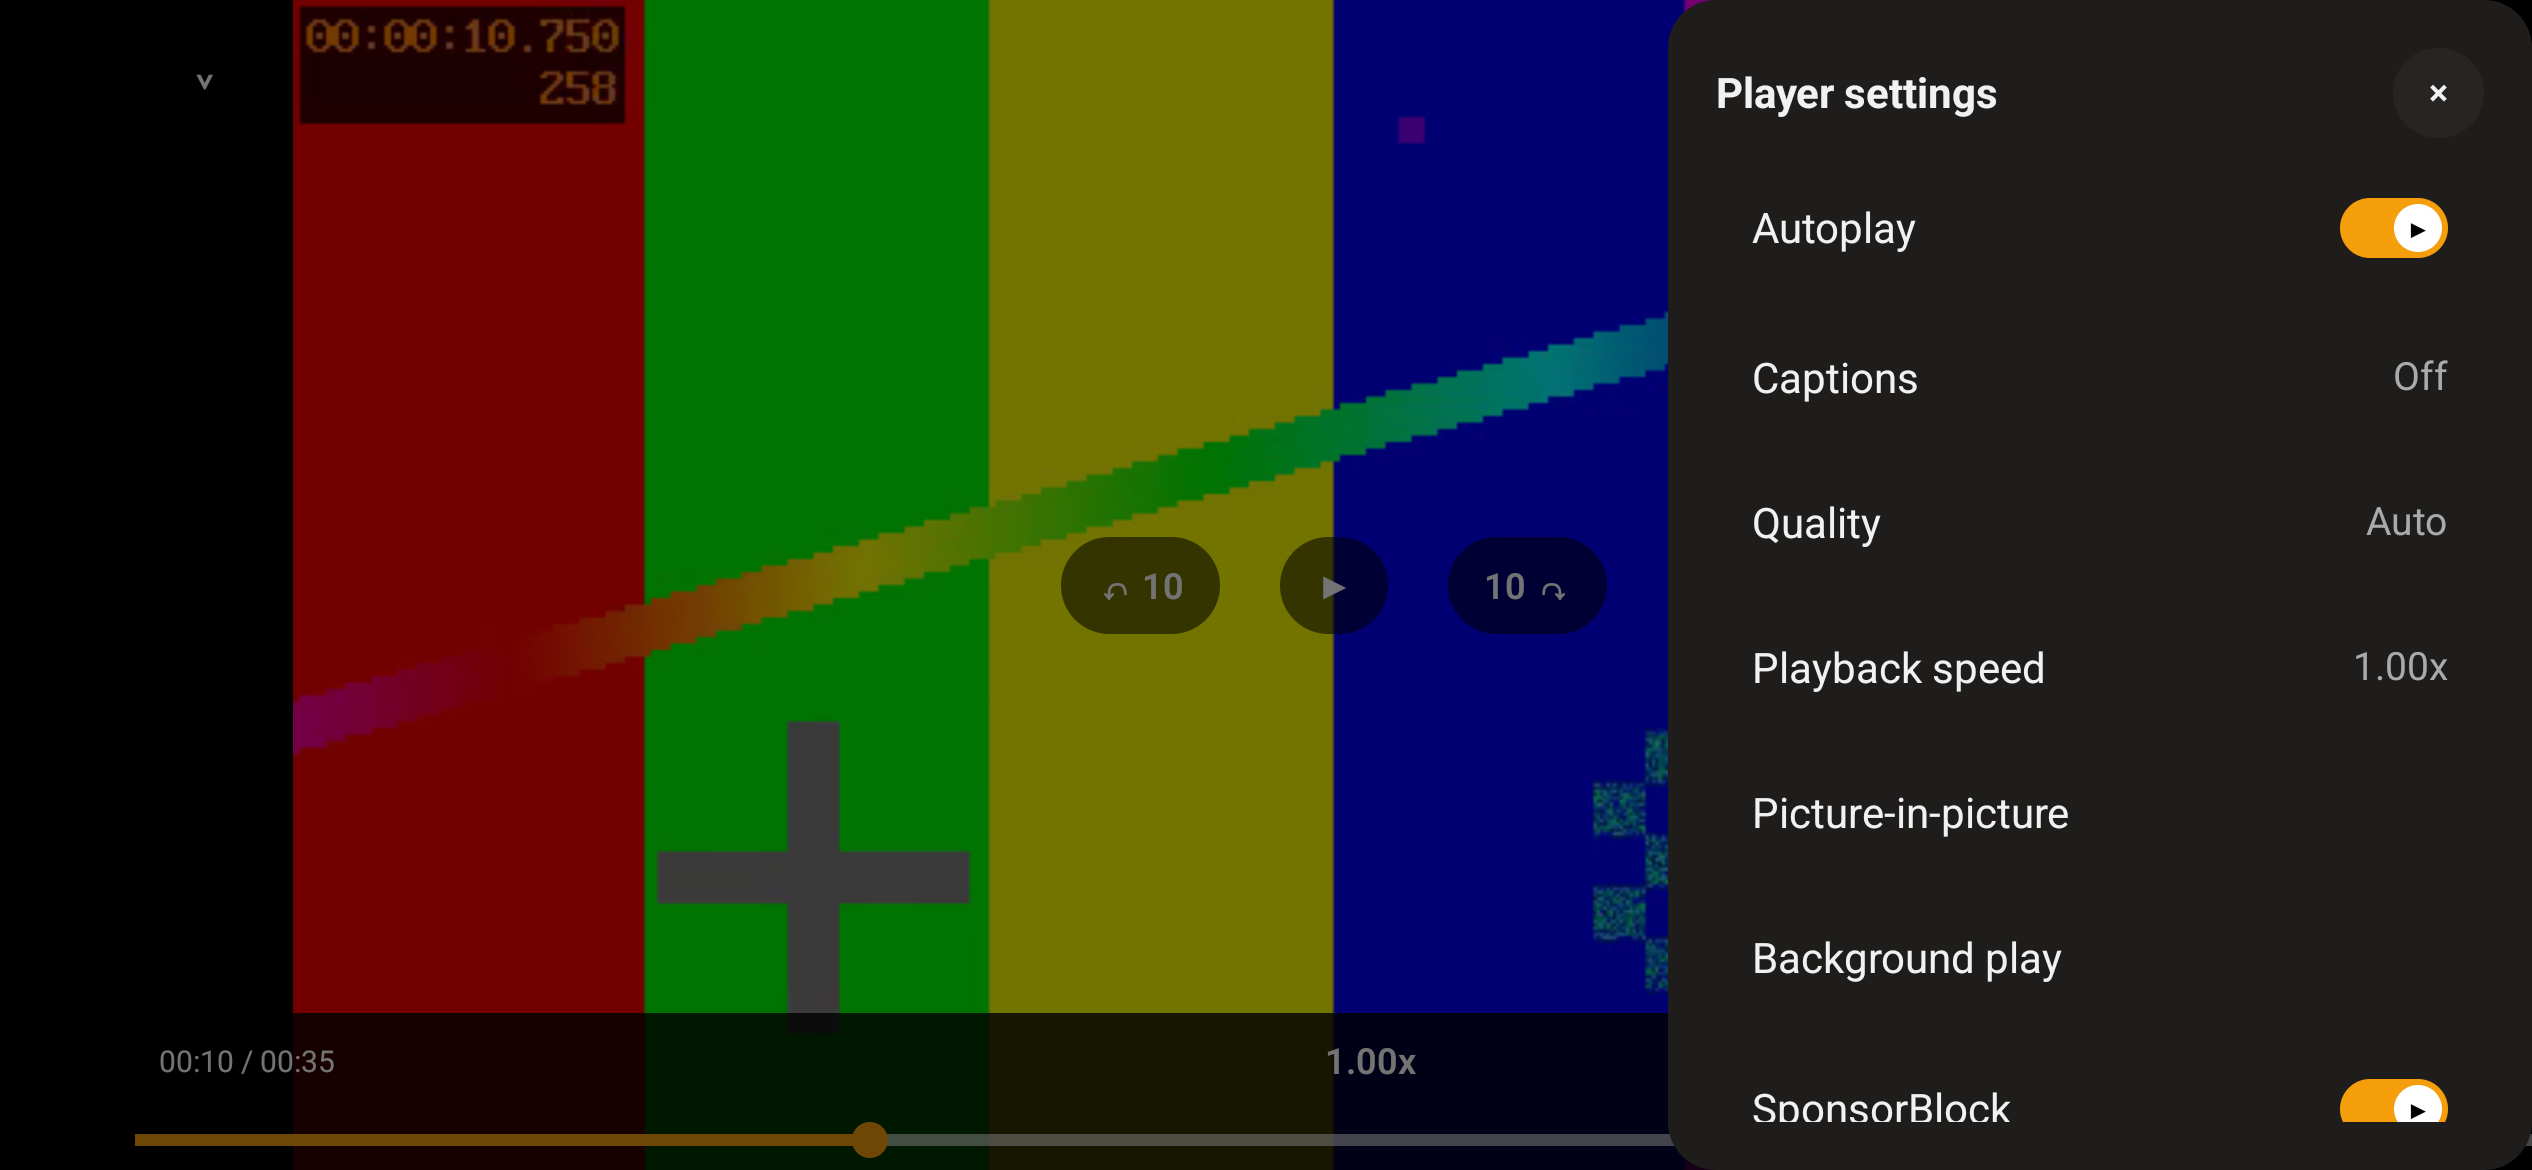 00:00:10.750
258
v
Player settings
×
Autoplay
Captions Off
Quality Auto
10 10
Playback speed 1.00x
Picture-in-picture
Background play
00:10 / 00:35 1.00x
SponsorBlock